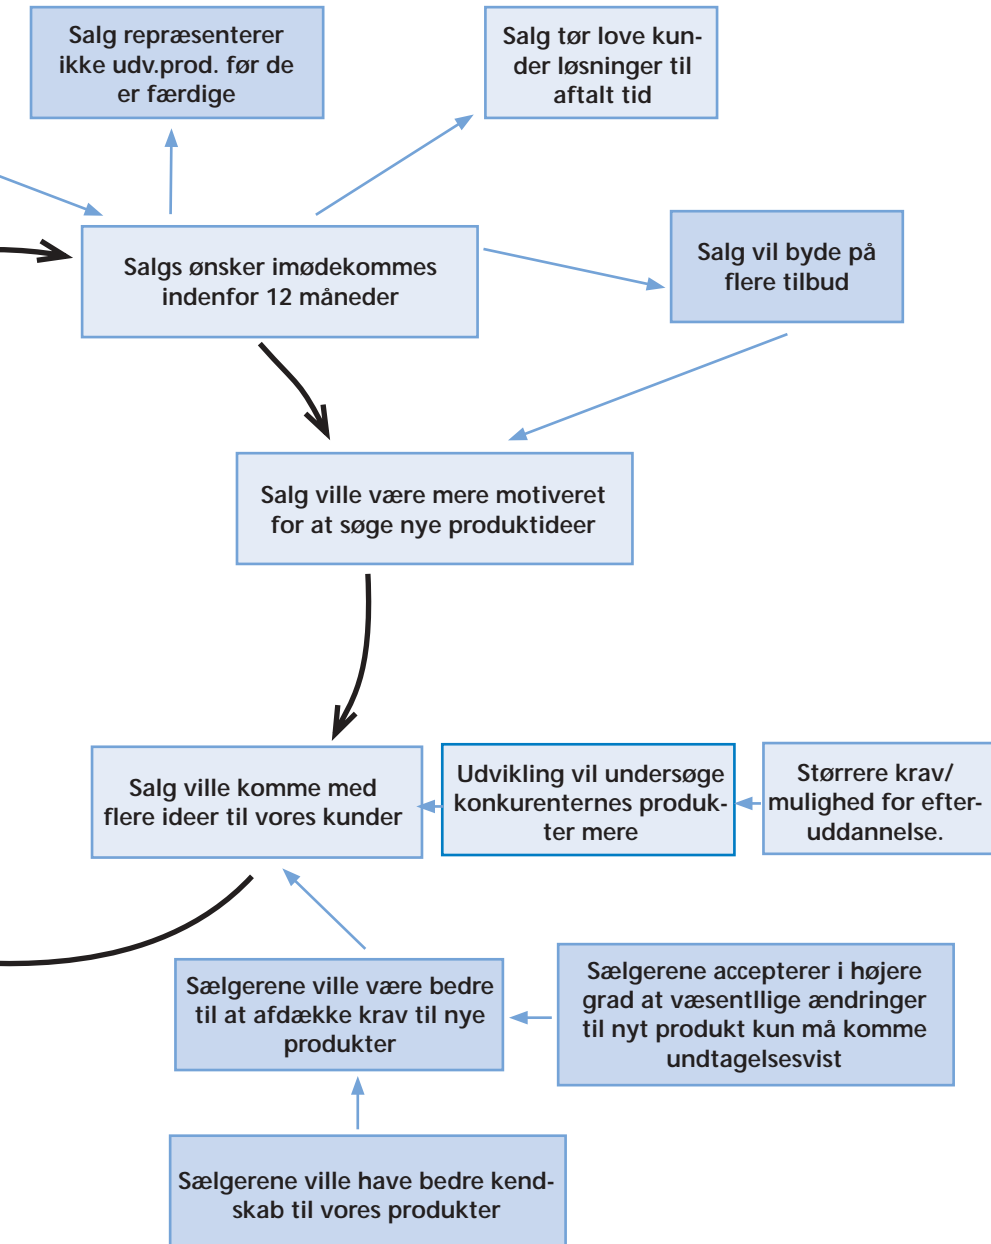 Salg repræsenterer
ikke udv.prod. før de
er færdige
Salg tør love kun-
der løsninger til
aftalt tid
Salgs ønsker imødekommes
indenfor 12 måneder
Salg vil byde på
flere tilbud
Salg ville være mere motiveret
for at søge nye produktideer
Salg ville komme med
flere ideer til vores kunder
Udvikling vil undersøge
konkurenternes produk-
ter mere
Større krav/
mulighed for efter-
uddannelse.
Sælgerene ville være bedre
til at afdække krav til nye
produkter
Sælgerene accepterer i højere
grad at væsentllige ændringer
til nyt produkt kun må komme
undtagelsesvist
Sælgerene ville have bedre kend-
skab til vores produkter